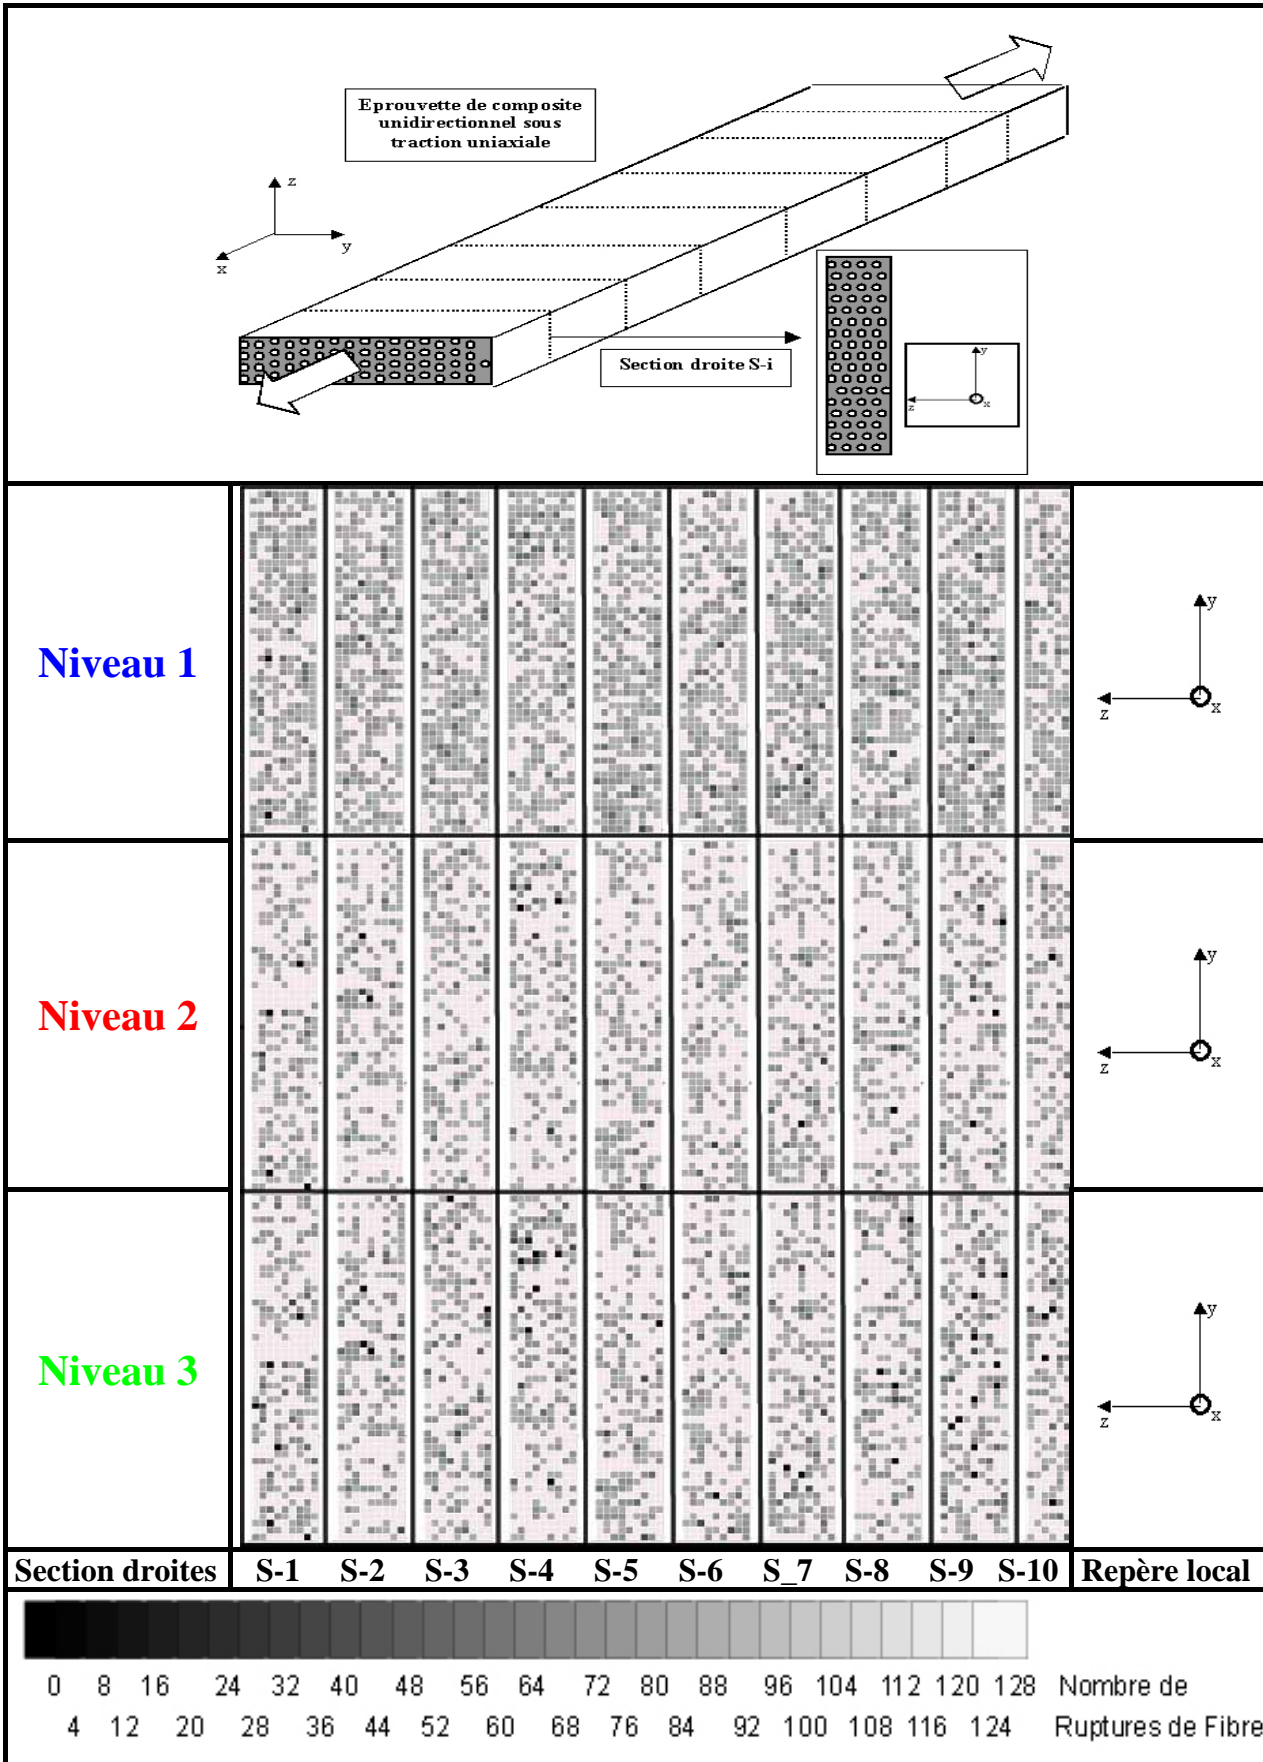 Eprouvette de composite
unidirectionnel sous
traction uniaxiale
z
y
x
Section droite S-i
y
z
x
Niveau 1
y
z
x
Niveau 2
y
z
x
Niveau 3
y
z
x
Section droites S-1 S-2 S-3 S-4 S-5 S-6 S_7 S-8 S-9 S-10 Repère local
0 8 16 24 32 40 48 56 64 72 80 88 96 104 112 120 128 Nombre de
4 12 20 28 36 44 52 60 68 76 84 92 100 108 116 124 Ruptures de Fibre